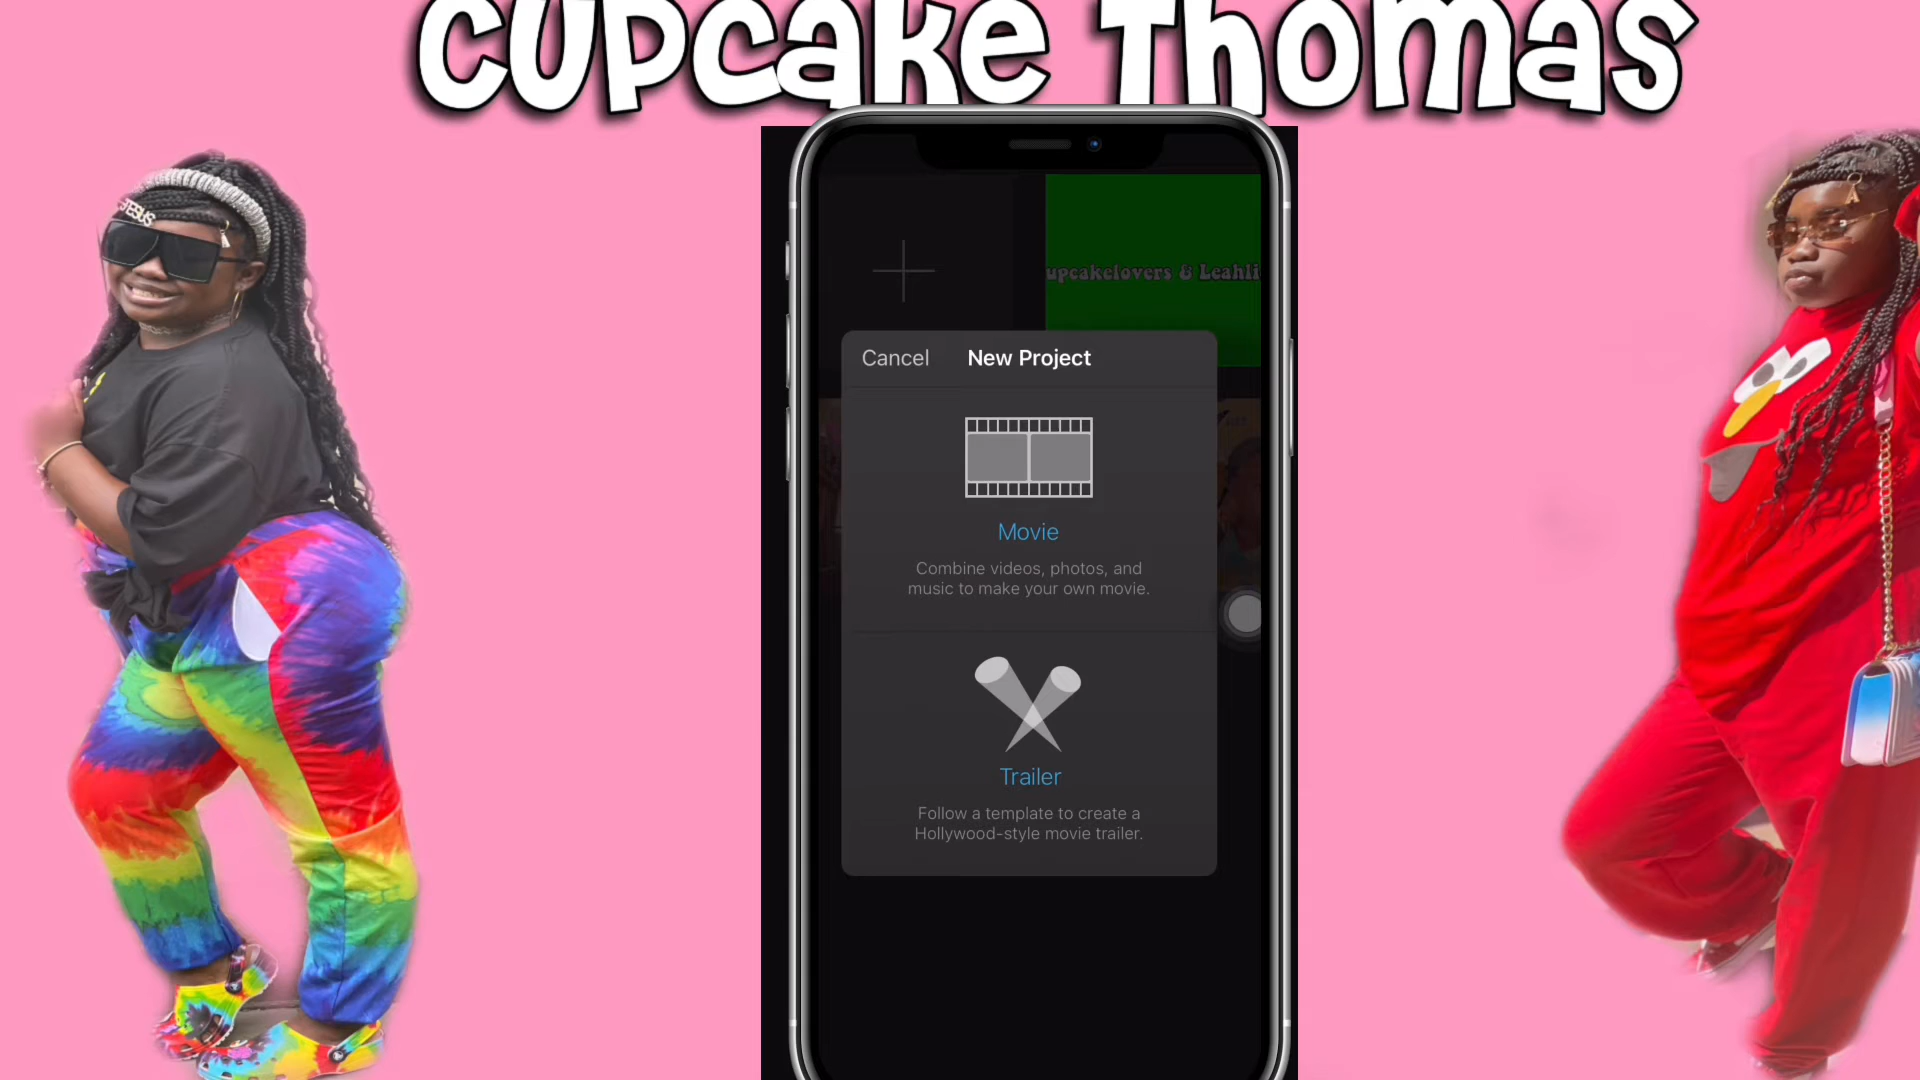 CUPCAKE THOMAS
JESUS
upcakelovers & Leahli
Cancel
New Project
Movie
Combine videos, photos, and
music to make your own movie.
Trailer
Follow a template to create a
Hollywood-style movie trailer.